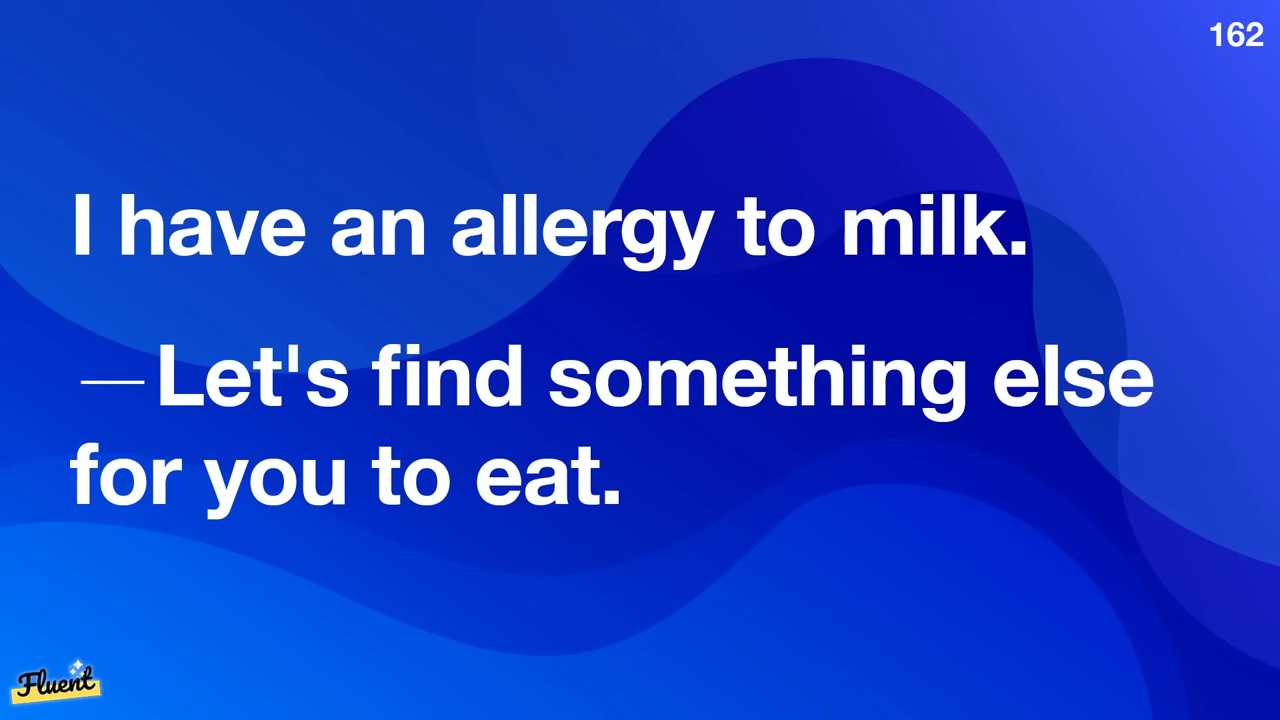 162
I have an allergy to milk.
—Let's find something else
for you to eat.
Fluent